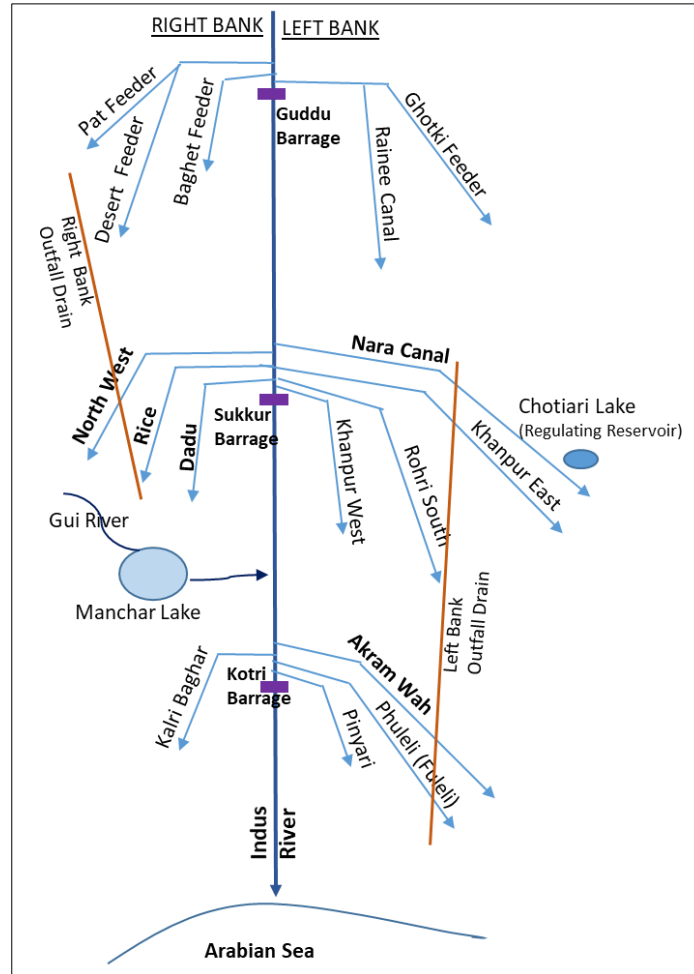 RIGHT BANK
LEFT BANK
Pat Feeder
Desert Feeder
Baghet Feeder
Guddu
Barrage
Rainee Canal
Ghotki Feeder
Right Bank
Outfall Drain
North West
Rice
Dadu
Sukkur
Barrage
Khanpur West
Rohri South
Nara Canal
Khanpur East
Chotiari Lake
(Regulating Reservoir)
Gui River
Manchar Lake
Left Bank
Outfall Drain
Kalri Baghar
Kotri
Barrage
Pinyari
Phuleli (Fuleli)
Akram Wah
Indus
River
Arabian Sea